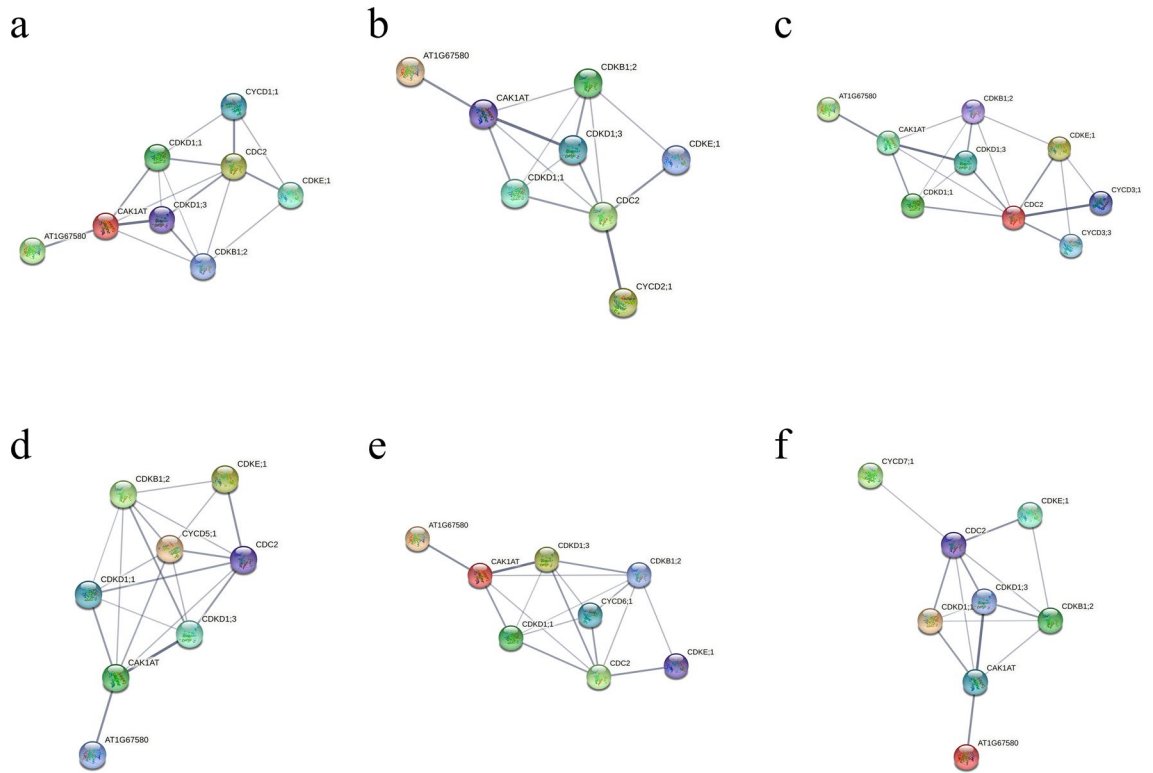 a
CYCD1;1
CDKD1;1
CDC2
CDKE;1
CDKD1;3
CAK1AT
AT1G67580
CDKB1;2
b
AT1G67580
CDKB1;2
CAK1AT
CDKD1;3
CDKE;1
CDKD1;1
CDC2
CYCD2;1
c
AT1G67580
CDKB1;2
CAK1AT
CDKE;1
CDKD1;3
CDKD1;1
CYCD3;1
CDC2
CYCD3;3
d
CDKE;1
CDKB1;2
CYCD5;1
CDC2
CDKD1;1
CDKD1;3
CAK1AT
AT1G67580
e
AT1G67580
CDKD1;3
CAK1AT
CDKB1;2
CYCD6;1
CDKD1;1
CDKE;1
CDC2
f
CYCD7;1
CDKE;1
CDC2
CDKD1;3
CDKD1;1
CDKB1;2
CAK1AT
AT1G67580